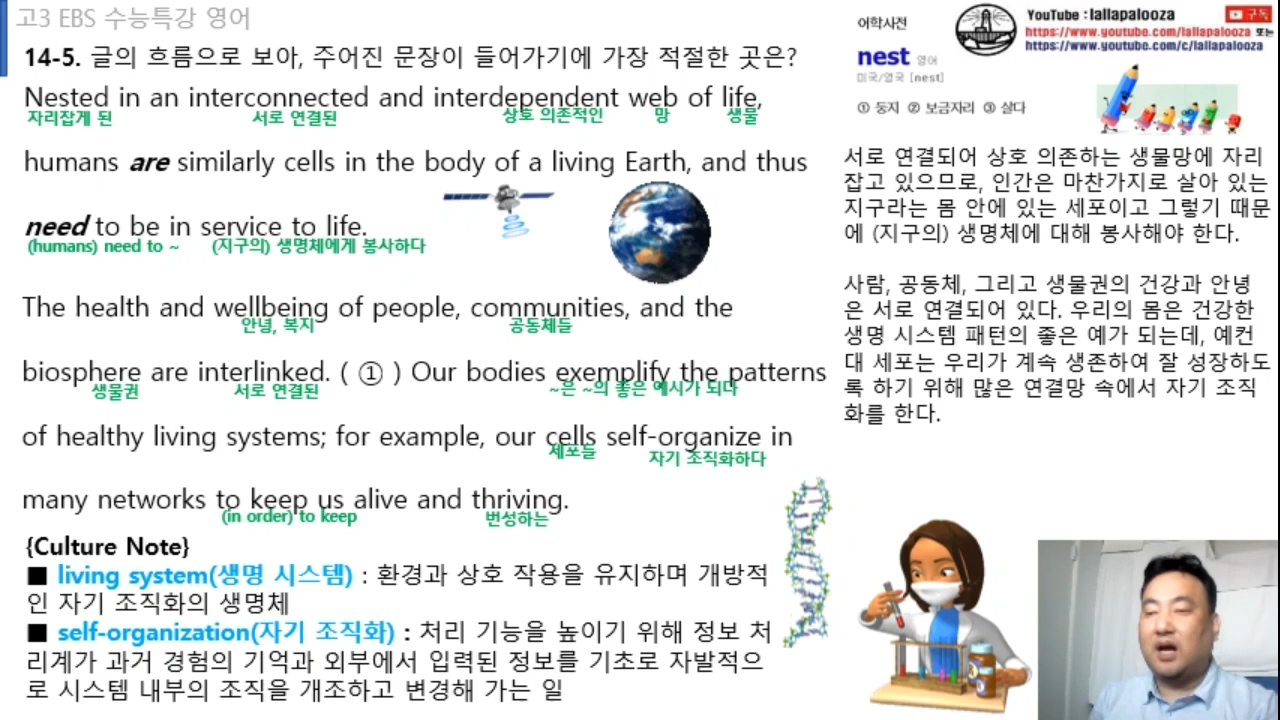 고3 EBS 수능특강 영어
14-5. 글의 흐름으로 보아, 주어진 문장이 들어가기에 가장 적절한 곳은?
Nested in an interconnected and interdependent web of life,
자리잡게 된 서로 연결된 상호 의존적인 망 생물
humans are similarly cells in the body of a living Earth, and thus
need to be in service to life.
(humans) need to ~ (지구의) 생명체에게 봉사하다
The health and wellbeing of people, communities, and the
안녕, 복지 공동체들
biosphere are interlinked. ( ① ) Our bodies exemplify the patterns
생물권 서로 연결된 ~은 ~의 좋은 예시가 되다
of healthy living systems; for example, our cells self-organize in
세포들 자기 조직화하다
many networks to keep us alive and thriving.
(in order) to keep 번성하는
{Culture Note}
■ living system(생명 시스템) : 환경과 상호 작용을 유지하며 개방적
인 자기 조직화의 생명체
■ self-organization(자기 조직화) : 처리 기능을 높이기 위해 정보 처
리계가 과거 경험의 기억과 외부에서 입력된 정보를 기초로 자발적으
로 시스템 내부의 조직을 개조하고 변경해 가는 일
어학사전
nest 영어
미국/영국 [nest]
① 둥지 ② 보금자리 ③ 살다
YouTube : lallapalooza
구독
https://www.youtube.com/lallapalooza 또는
https://www.youtube.com/c/lallapalooza
서로 연결되어 상호 의존하는 생물망에 자리
잡고 있으므로, 인간은 마찬가지로 살아 있는
지구라는 몸 안에 있는 세포이고 그렇기 때문
에 (지구의) 생명체에 대해 봉사해야 한다.
사람, 공동체, 그리고 생물권의 건강과 안녕
은 서로 연결되어 있다. 우리의 몸은 건강한
생명 시스템 패턴의 좋은 예가 되는데, 예컨
대 세포는 우리가 계속 생존하여 잘 성장하도
록 하기 위해 많은 연결망 속에서 자기 조직
화를 한다.